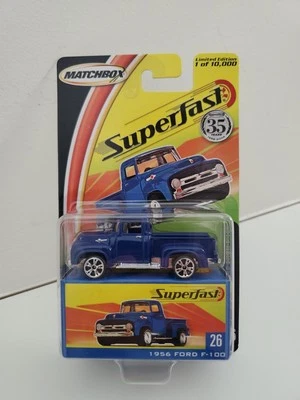 MATCHBOX
Limited Edition
1 of 10,000
Superfast
35
Superfast
26
1956 FORD F-100